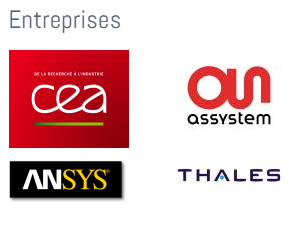 Entreprises
DE LA RECHERCHE À L'INDUSTRIE
cea
assystem
ANSYS®
THALES